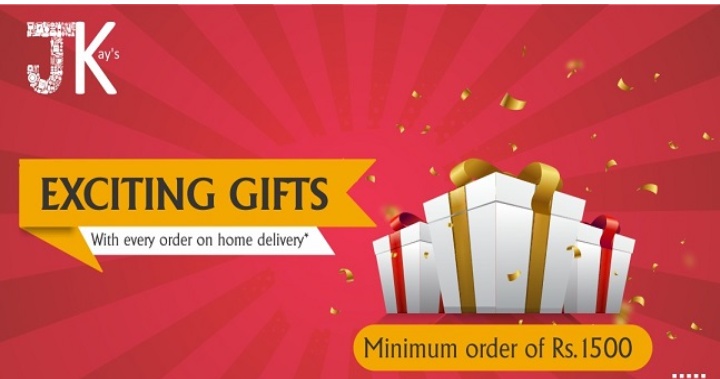 JKay's
EXCITING GIFTS
With every order on home delivery*
Minimum order of Rs.1500